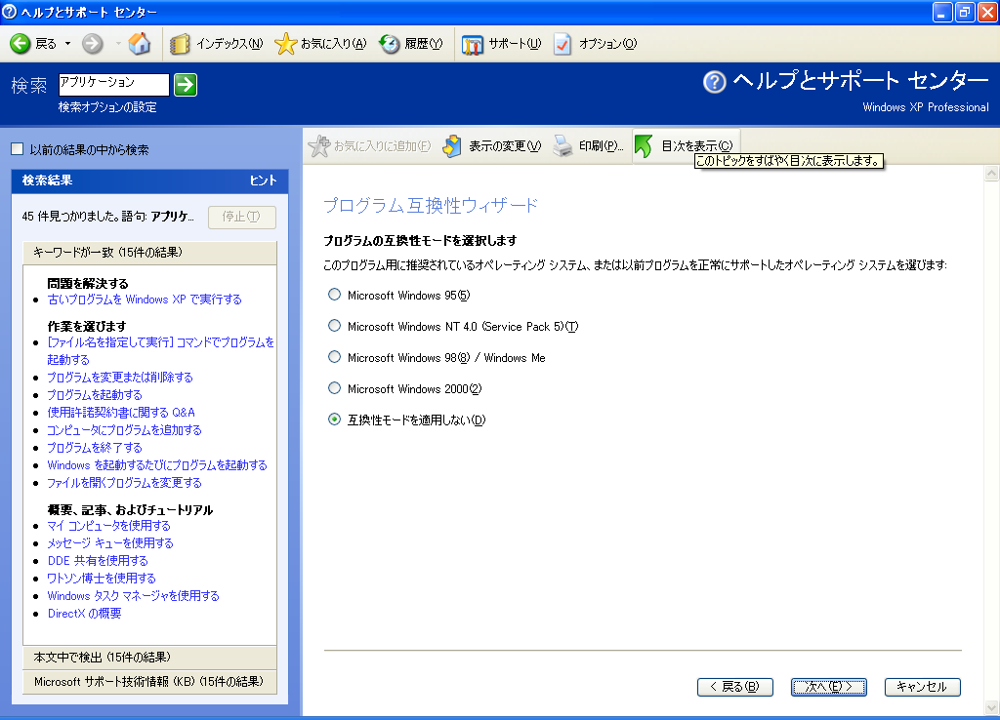 ヘルプとサポート センター
戻る
インデックス(N)
お気に入り(A)
履歴(Y)
サポート(U)
オプション(O)
検索
アプリケーション
検索オプションの設定
ヘルプとサポート センター
Windows XP Professional
以前の結果の中から検索
検索結果
ヒント
45 件見つかりました。語句: アプリケ...
停止(T)
キーワードが一致 (15件の結果)
問題を解決する
古いプログラムを Windows XP で実行する
作業を選びます
[ファイル名を指定して実行] コマンドでプログラムを
起動する
プログラムを変更または削除する
プログラムを起動する
使用許諾契約書に関する Q&A
コンピュータにプログラムを追加する
プログラムを終了する
Windows を起動するたびにプログラムを起動する
ファイルを開くプログラムを変更する
概要、記事、およびチュートリアル
マイ コンピュータを使用する
メッセージ キューを使用する
DDE 共有を使用する
ワトソン博士を使用する
Windows タスク マネージャを使用する
DirectX の概要
本文中で検出 (15件の結果)
Microsoft サポート技術情報 (KB) (15件の結果)
お気に入りに追加(F)
表示の変更(V)
印刷(P)...
目次を表示(C)
このトピックをすばやく目次に表示します。
プログラム互換性ウィザード
プログラムの互換性モードを選択します
このプログラム用に推奨されているオペレーティング システム、または以前プログラムを正常にサポートしたオペレーティング システムを選びます:
Microsoft Windows 95(5)
Microsoft Windows NT 4.0 (Service Pack 5)(T)
Microsoft Windows 98(8) / Windows Me
Microsoft Windows 2000(2)
互換性モードを適用しない(D)
< 戻る(B)
次へ(E) >
キャンセル